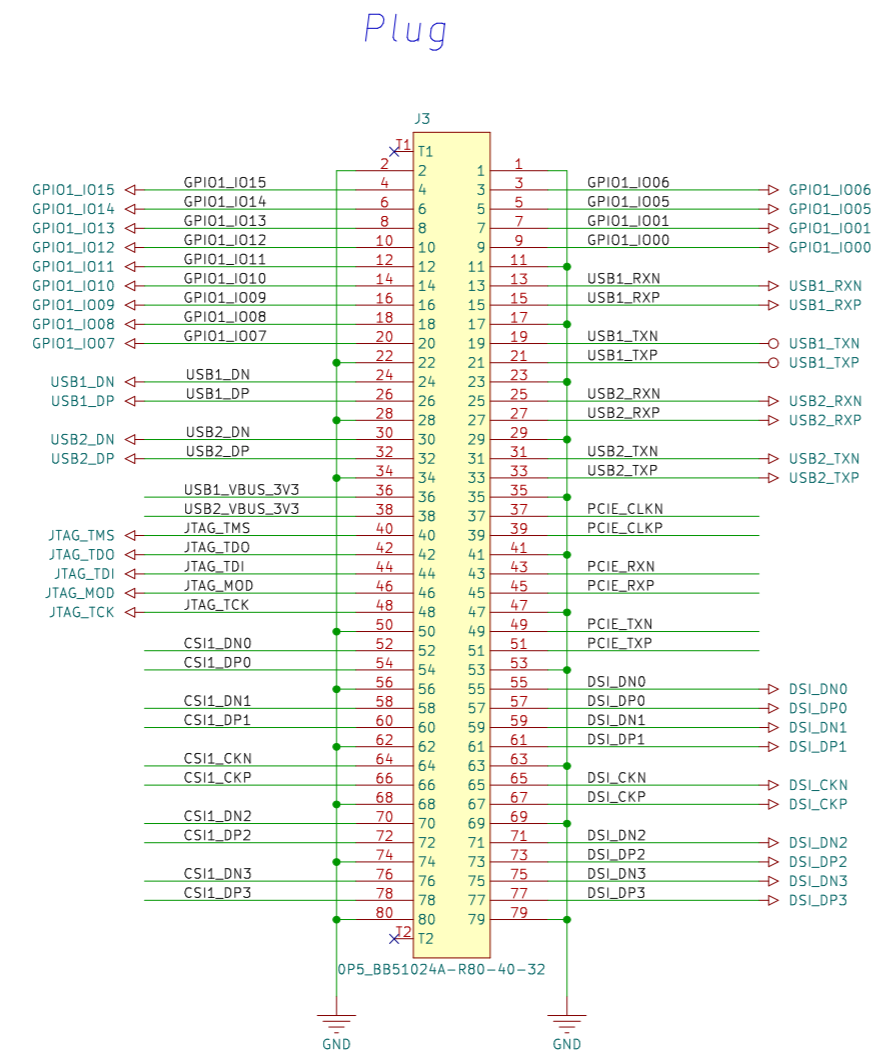 Plug
J3
T1 T1
2 2 1 1
GPIO1_IO15 GPIO1_IO15 4 4 3 3 GPIO1_IO06 GPIO1_IO06
GPIO1_IO14 GPIO1_IO14 6 6 5 5 GPIO1_IO05 GPIO1_IO05
GPIO1_IO13 GPIO1_IO13 8 8 7 7 GPIO1_IO01 GPIO1_IO01
GPIO1_IO12 GPIO1_IO12 10 10 9 9 GPIO1_IO00 GPIO1_IO00
GPIO1_IO11 GPIO1_IO11 12 12 11 11
GPIO1_IO10 GPIO1_IO10 14 14 13 13 USB1_RXN USB1_RXN
GPIO1_IO09 GPIO1_IO09 16 16 15 15 USB1_RXP USB1_RXP
GPIO1_IO08 GPIO1_IO08 18 18 17 17
GPIO1_IO07 GPIO1_IO07 20 20 19 19 USB1_TXN USB1_TXN
22 22 21 21 USB1_TXP USB1_TXP
USB1_DN USB1_DN 24 24 23 23
USB1_DP USB1_DP 26 26 25 25 USB2_RXN USB2_RXN
28 28 27 27 USB2_RXP USB2_RXP
USB2_DN USB2_DN 30 30 29 29
USB2_DP USB2_DP 32 32 31 31 USB2_TXN USB2_TXN
34 34 33 33 USB2_TXP USB2_TXP
USB1_VBUS_3V3 36 36 35 35
USB2_VBUS_3V3 38 38 37 37 PCIE_CLKN
JTAG_TMS JTAG_TMS 40 40 39 39 PCIE_CLKP
JTAG_TDO JTAG_TDO 42 42 41 41
JTAG_TDI JTAG_TDI 44 44 43 43 PCIE_RXN
JTAG_MOD JTAG_MOD 46 46 45 45 PCIE_RXP
JTAG_TCK JTAG_TCK 48 48 47 47
50 50 49 49 PCIE_TXN
CSI1_DN0 52 52 51 51 PCIE_TXP
CSI1_DP0 54 54 53 53
56 56 55 55 DSI_DN0 DSI_DN0
CSI1_DN1 58 58 57 57 DSI_DP0 DSI_DP0
CSI1_DP1 60 60 59 59 DSI_DN1 DSI_DN1
62 62 61 61 DSI_DP1 DSI_DP1
CSI1_CKN 64 64 63 63
CSI1_CKP 66 66 65 65 DSI_CKN DSI_CKN
68 68 67 67 DSI_CKP DSI_CKP
CSI1_DN2 70 70 69 69
CSI1_DP2 72 72 71 71 DSI_DN2 DSI_DN2
74 74 73 73 DSI_DP2 DSI_DP2
CSI1_DN3 76 76 75 75 DSI_DN3 DSI_DN3
CSI1_DP3 78 78 77 77 DSI_DP3 DSI_DP3
80 80 79 79
T2 T2
0P5_BB51024A-R80-40-32
GND GND